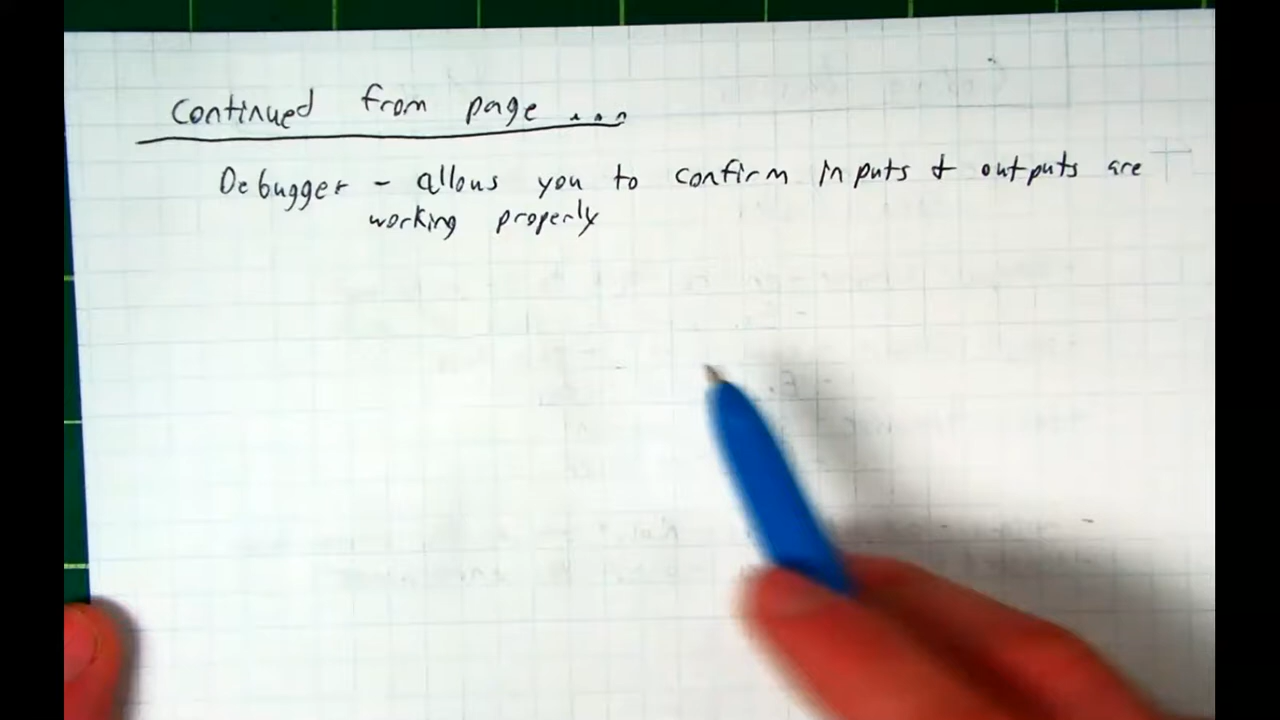 Continued from page ...
Debugger - allows you to confirm inputs & outputs are
working properly